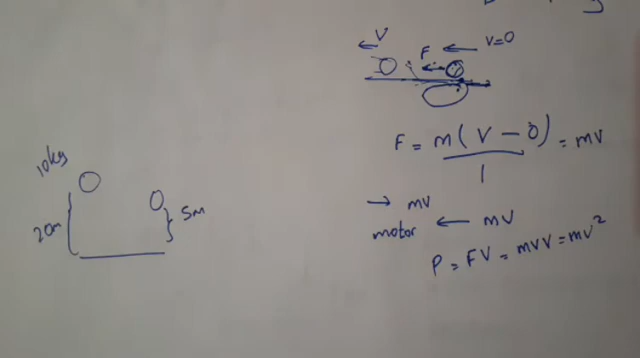 V
F
V=0
F = m(V - 0) = mV
1
10kg
→ mV
20m
5m
motor ← mV
P = FV = mVV = mV²